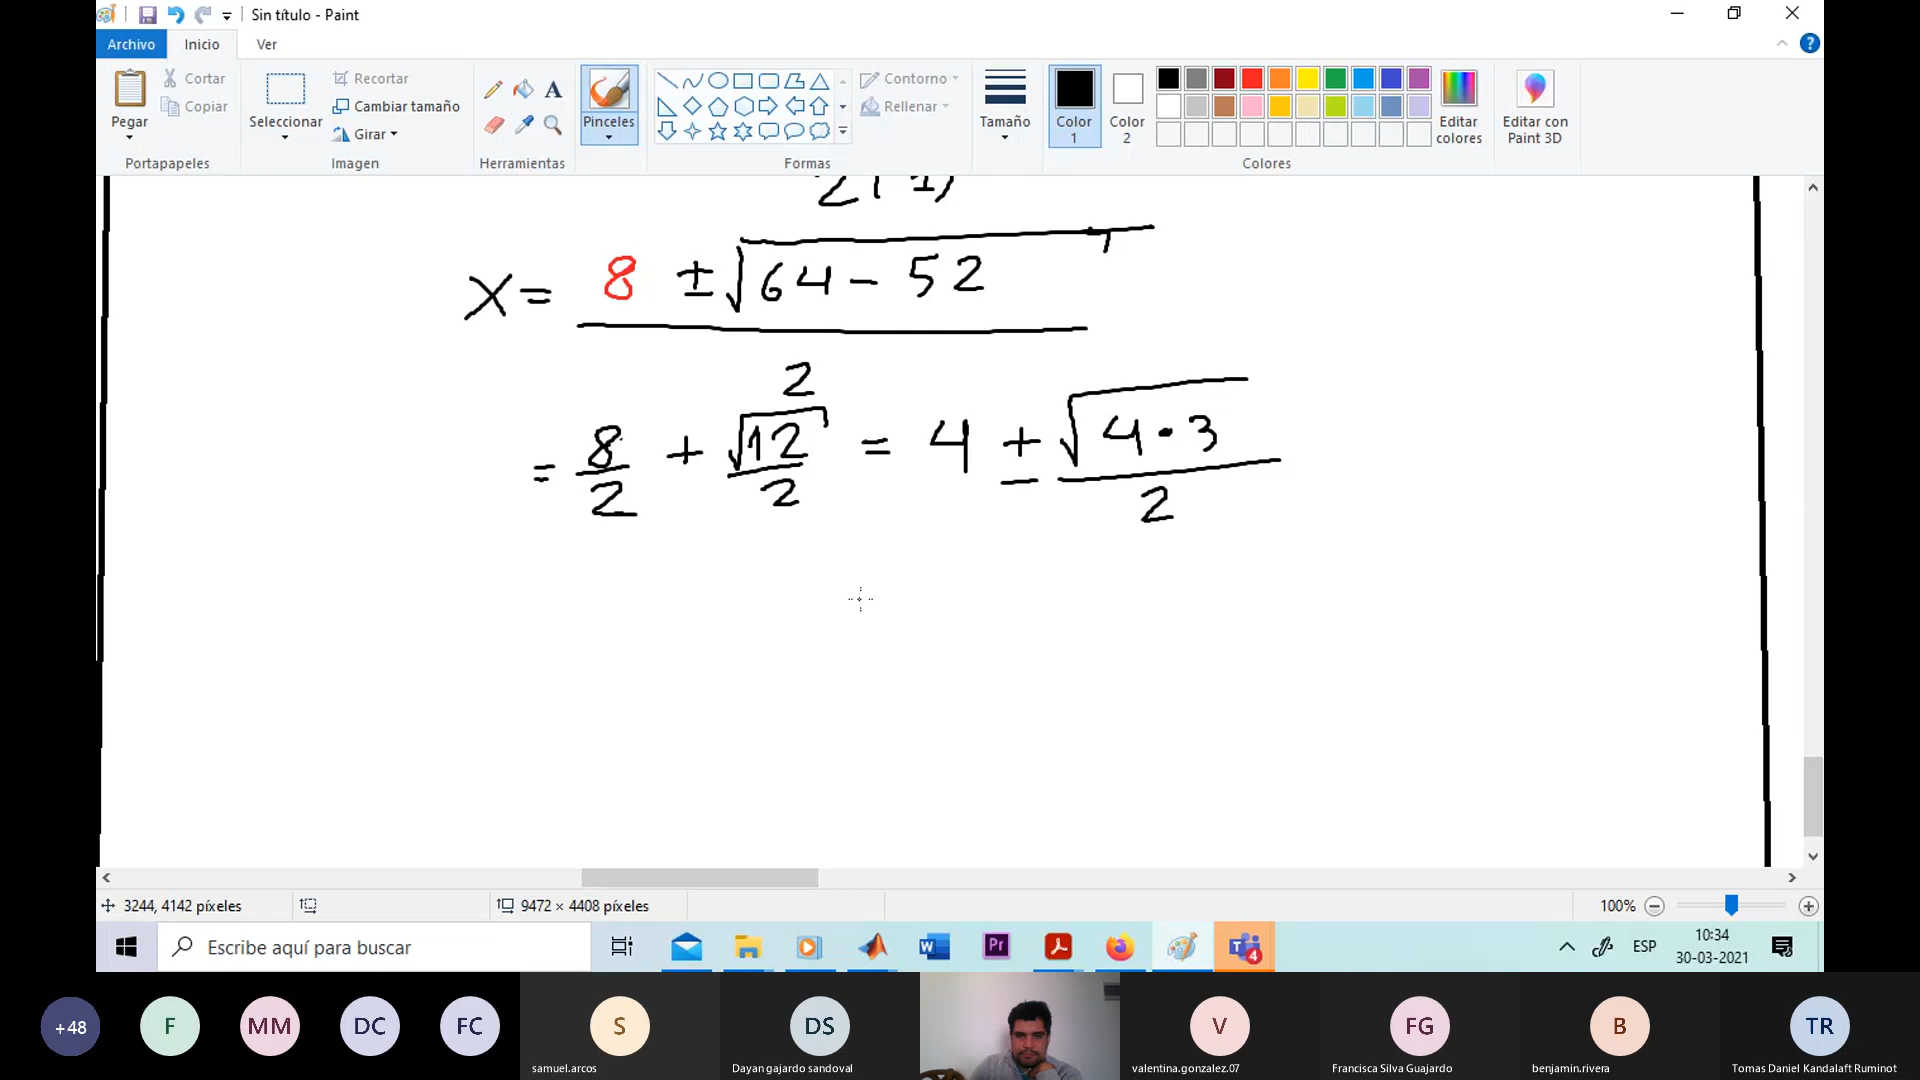 Sin título - Paint
Archivo Inicio Ver
Pegar
Cortar
Copiar
Portapapeles
Seleccionar
Recortar
Cambiar tamaño
Girar
Imagen
A
Herramientas
Pinceles
Formas
Contorno
Rellenar
Tamaño
Color 1
Color 2
Editar colores
Colores
Editar con Paint 3D
2(1)
X= 8 ±√64 - 52
2
= 8/2 + √12/2 = 4 ± √4·3/2
3244, 4142 píxeles
9472 × 4408 píxeles
100%
Escribe aquí para buscar
Pr
4
ESP
10:34
30-03-2021
+48 F MM DC FC S DS V FG B TR
samuel.arcos
Dayan gajardo sandoval
valentina.gonzalez.07
Francisca Silva Guajardo
benjamin.rivera
Tomas Daniel Kandalaft Ruminot